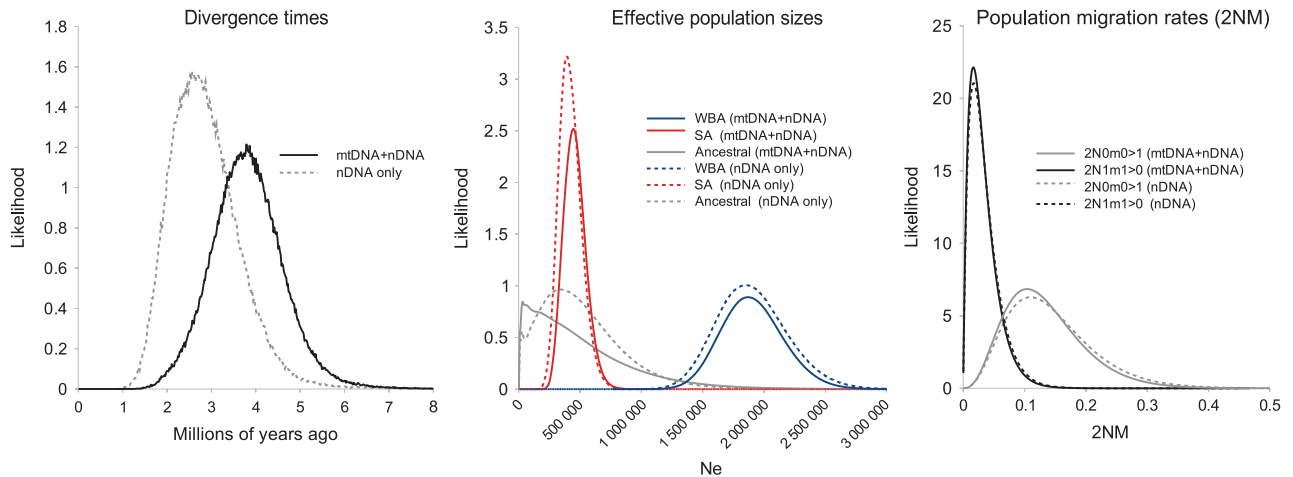 Divergence times
1.8
1.6
1.4
1.2
1
0.8
0.6
0.4
0.2
0
Likelihood
mtDNA+nDNA
nDNA only
0 1 2 3 4 5 6 7 8
Millions of years ago
Effective population sizes
3.5
3
2.5
2
1.5
1
0.5
0
Likelihood
WBA (mtDNA+nDNA)
SA (mtDNA+nDNA)
Ancestral (mtDNA+nDNA)
WBA (nDNA only)
SA (nDNA only)
Ancestral (nDNA only)
0 500 000 1 000 000 1 500 000 2 000 000 2 500 000 3 000 000
Ne
Population migration rates (2NM)
25
20
15
10
5
0
Likelihood
2N0m0>1 (mtDNA+nDNA)
2N1m1>0 (mtDNA+nDNA)
2N0m0>1 (nDNA)
2N1m1>0 (nDNA)
0 0.1 0.2 0.3 0.4 0.5
2NM